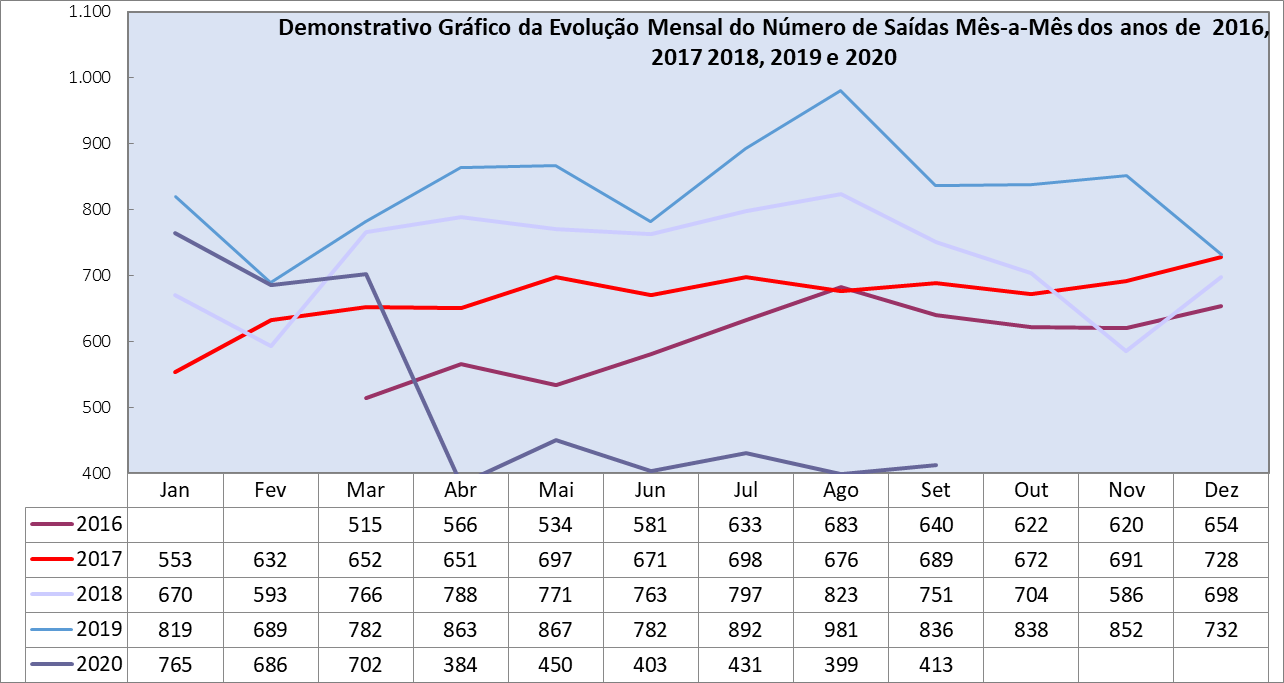 Demonstrativo Gráfico da Evolução Mensal do Número de Saídas Mês-a-Mês dos anos de 2016,
2017 2018, 2019 e 2020
1.100
1.000
900
800
700
600
500
400
Jan Fev Mar Abr Mai Jun Jul Ago Set Out Nov Dez
2016 515 566 534 581 633 683 640 622 620 654
2017 553 632 652 651 697 671 698 676 689 672 691 728
2018 670 593 766 788 771 763 797 823 751 704 586 698
2019 819 689 782 863 867 782 892 981 836 838 852 732
2020 765 686 702 384 450 403 431 399 413